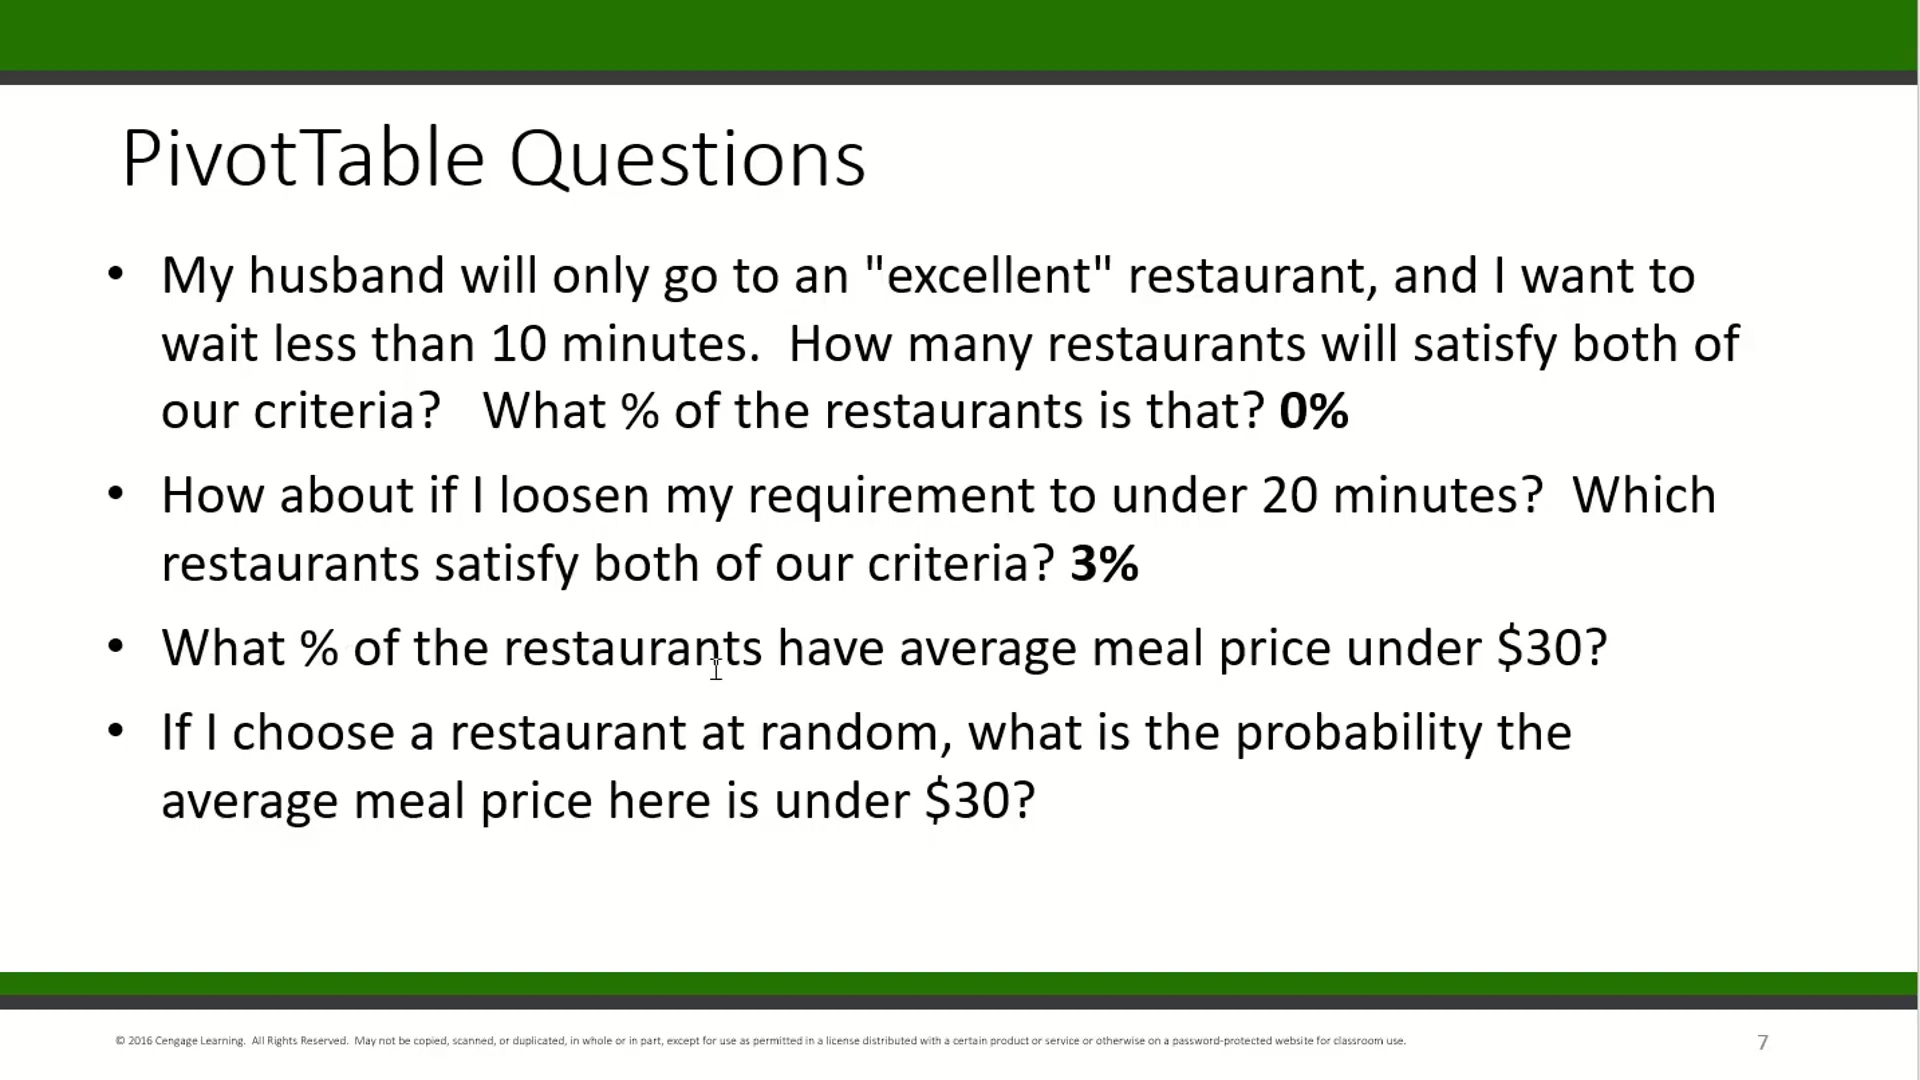 PivotTable Questions
• My husband will only go to an "excellent" restaurant, and I want to
wait less than 10 minutes.  How many restaurants will satisfy both of
our criteria?   What % of the restaurants is that? 0%
• How about if I loosen my requirement to under 20 minutes?  Which
restaurants satisfy both of our criteria? 3%
• What % of the restaurants have average meal price under $30?
• If I choose a restaurant at random, what is the probability the
average meal price here is under $30?
© 2016 Cengage Learning.  All Rights Reserved.  May not be copied, scanned, or duplicated, in whole or in part, except for use as permitted in a license distributed with a certain product or service or otherwise on a password-protected website for classroom use.
7